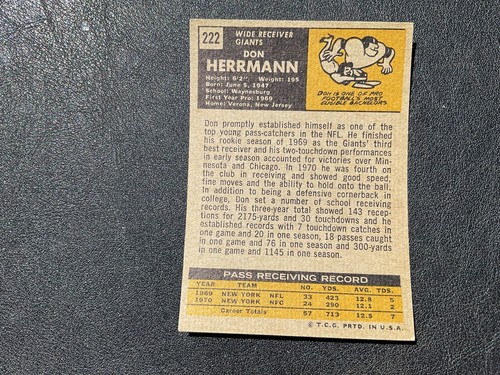 222
WIDE RECEIVER
GIANTS
DON
HERRMANN
Height: 6'2" Weight: 195
Born: June 5, 1947
School: Waynesburg
First Year Pro: 1969
Home: Verona, New Jersey
DON IS ONE OF PRO
FOOTBALL'S MOST
ELIGIBLE BACHELORS
Don promptly established himself as one of the
top young pass-catchers in the NFL. He finished
his rookie season of 1969 as the Giants' third
best receiver and his two-touchdown performances
in early season accounted for victories over Min-
nesota and Chicago. In 1970 he was fourth on
the club in receiving and showed good speed,
fine moves and the ability to hold onto the ball.
In addition to being a defensive cornerback in
college, Don set a number of school receiving
records. His three-year total showed 143 recep-
tions for 2175-yards and 30 touchdowns and he
established records with 7 touchdown catches in
one game and 20 in one season, 18 passes caught
in one game and 76 in one season and 300-yards
in one game and 1145 in one season.
PASS RECEIVING RECORD
YEAR TEAM NO. YDS. AVG. TDS.
1969 NEW YORK NFL 33 423 12.8 5
1970 NEW YORK NFC 24 290 12.1 2
Career Totals 57 713 12.5 7
© T.C.G. PRTD. IN U.S.A.